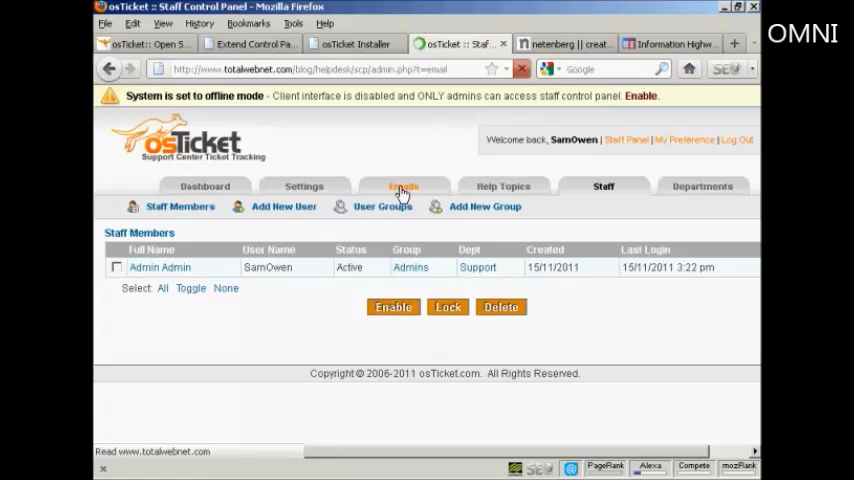 osTicket :: Staff Control Panel - Mozilla Firefox
File Edit View History Bookmarks Tools Help
OMNI
osTicket:: Open S... Extend Control Pa... osTicket Installer osTicket :: Staf... netenberg || creat... Information Highw...
http://www.totalwebnet.com/blog/helpdesk/scp/admin.php?t=email
Google
SEO
System is set to offline mode - Client interface is disabled and ONLY admins can access staff control panel. Enable.
osTicket
Support Center Ticket Tracking
Welcome back, SamOwen | Staff Panel | My Preference | Log Out
Dashboard Settings Emails Help Topics Staff Departments
Staff Members Add New User User Groups Add New Group
Staff Members
Full Name User Name Status Group Dept Created Last Login
Admin Admin SamOwen Active Admins Support 15/11/2011 15/11/2011 3:22 pm
Select: All Toggle None
Enable Lock Delete
Copyright © 2006-2011 osTicket.com. All Rights Reserved.
Read www.totalwebnet.com
SEO PageRank Alexa Compete mozRank